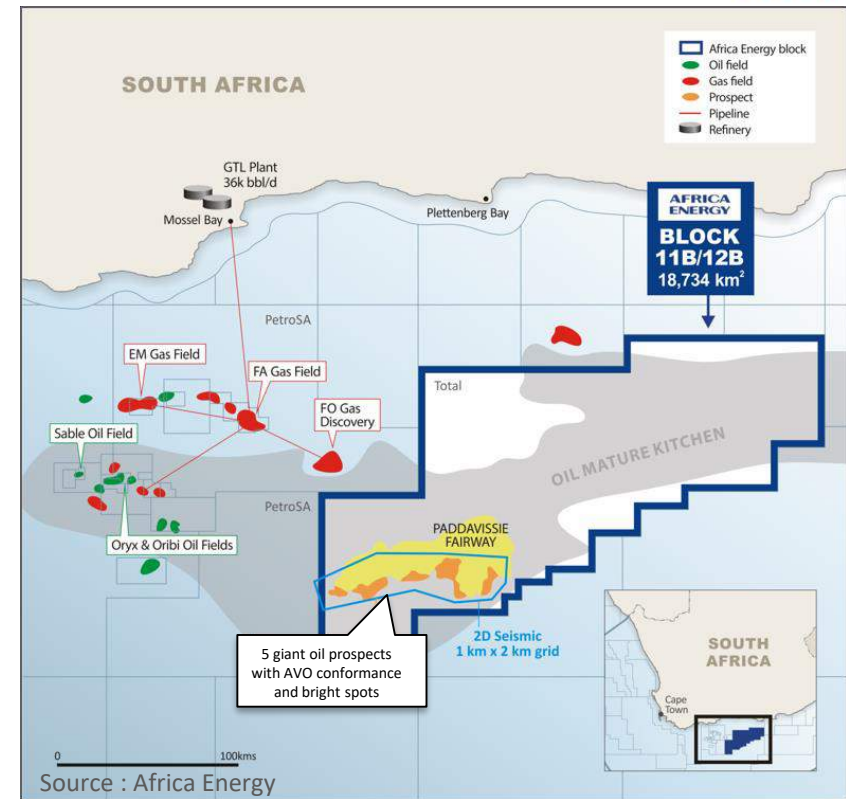 SOUTH AFRICA
Africa Energy block
Oil field
Gas field
Prospect
Pipeline
Refinery
GTL Plant
36k bbl/d
Mossel Bay
Plettenberg Bay
AFRICA
ENERGY
BLOCK
11B/12B
18,734 km²
PetroSA
EM Gas Field
FA Gas Field
Total
FO Gas
Discovery
Sable Oil Field
OIL MATURE KITCHEN
PetroSA
PADDAVISSIE
FAIRWAY
Oryx & Oribi Oil Fields
2D Seismic
1 km x 2 km grid
5 giant oil prospects
with AVO conformance
and bright spots
SOUTH
AFRICA
Cape
Town
0
100kms
Source : Africa Energy